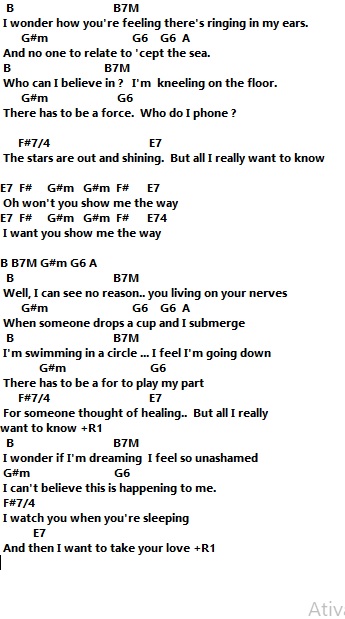 B B7M
I wonder how you're feeling there's ringing in my ears.
G#m G6 G6 A
And no one to relate to 'cept the sea.
B B7M
Who can I believe in ? I'm kneeling on the floor.
G#m G6
There has to be a force. Who do I phone ?
F#7/4 E7
The stars are out and shining. But all I really want to know
E7 F# G#m G#m F# E7
Oh won't you show me the way
E7 F# G#m G#m F# E74
I want you show me the way
B B7M G#m G6 A
B B7M
Well, I can see no reason.. you living on your nerves
G#m G6 G6 A
When someone drops a cup and I submerge
B B7M
I'm swimming in a circle ... I feel I'm going down
G#m G6
There has to be a for to play my part
F#7/4 E7
For someone thought of healing.. But all I really
want to know +R1
B B7M
I wonder if I'm dreaming I feel so unashamed
G#m G6
I can't believe this is happening to me.
F#7/4
I watch you when you're sleeping
E7
And then I want to take your love +R1